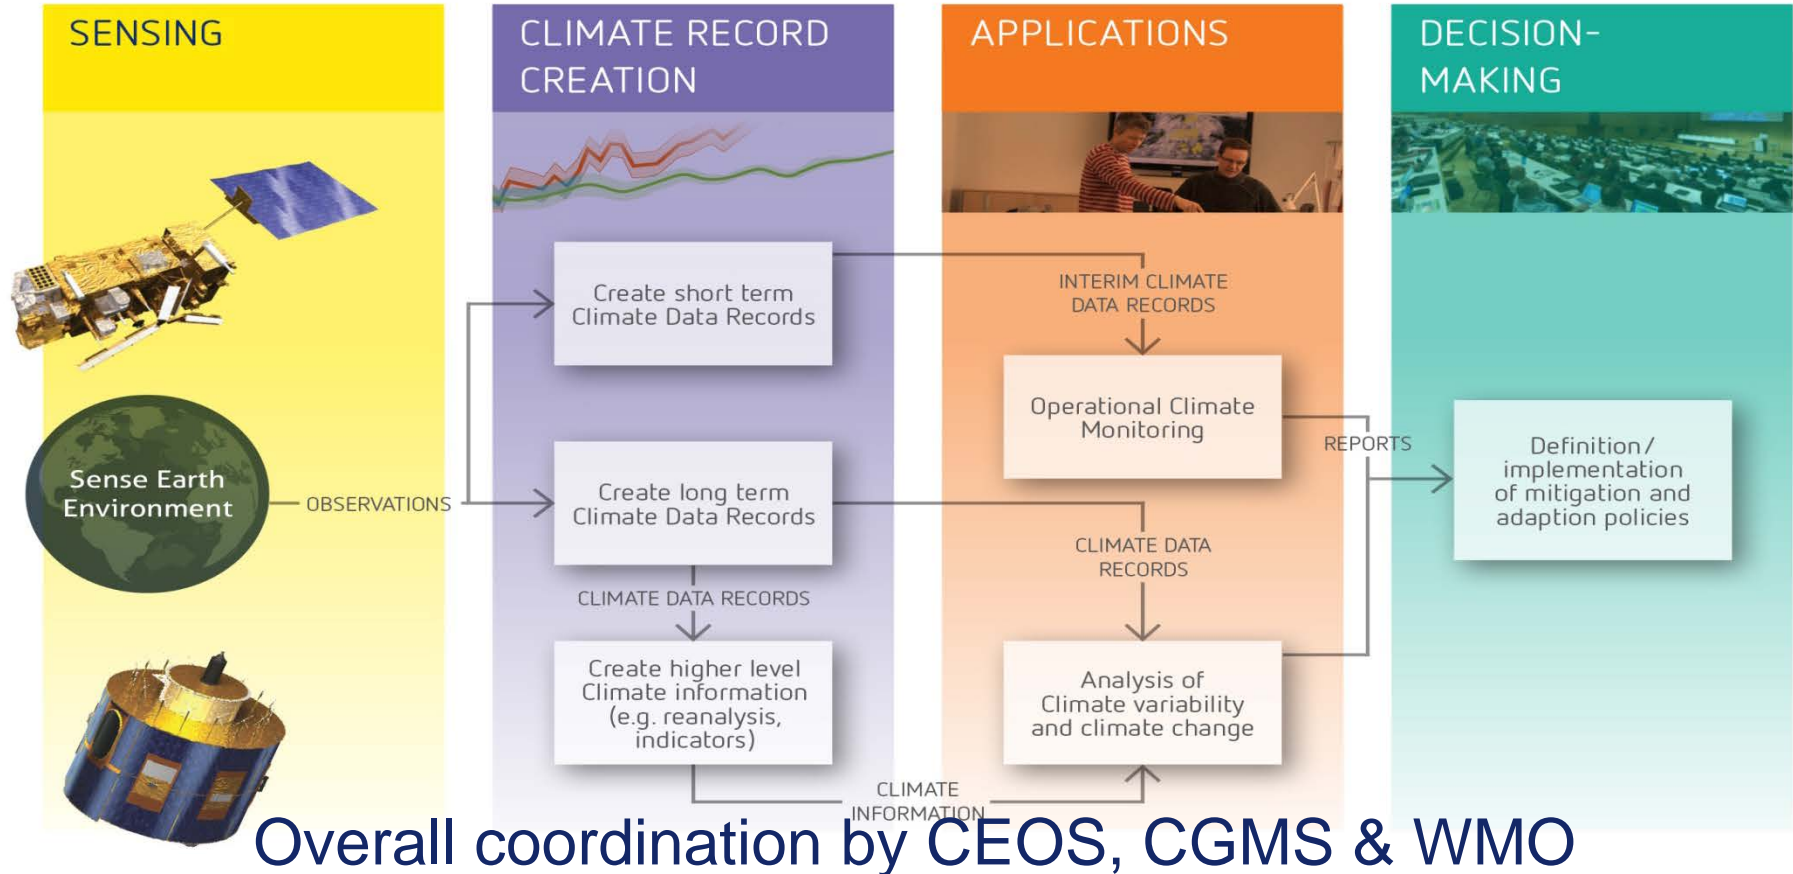 SENSING
CLIMATE RECORD
CREATION
APPLICATIONS
DECISION-
MAKING
Sense Earth
Environment
OBSERVATIONS
Create short term
Climate Data Records
Create long term
Climate Data Records
CLIMATE DATA RECORDS
Create higher level
Climate information
(e.g. reanalysis,
indicators)
INTERIM CLIMATE
DATA RECORDS
Operational Climate
Monitoring
CLIMATE DATA
RECORDS
Analysis of
Climate variability
and climate change
CLIMATE
INFORMATION
REPORTS
Definition/
implementation
of mitigation and
adaption policies
Overall coordination by CEOS, CGMS & WMO